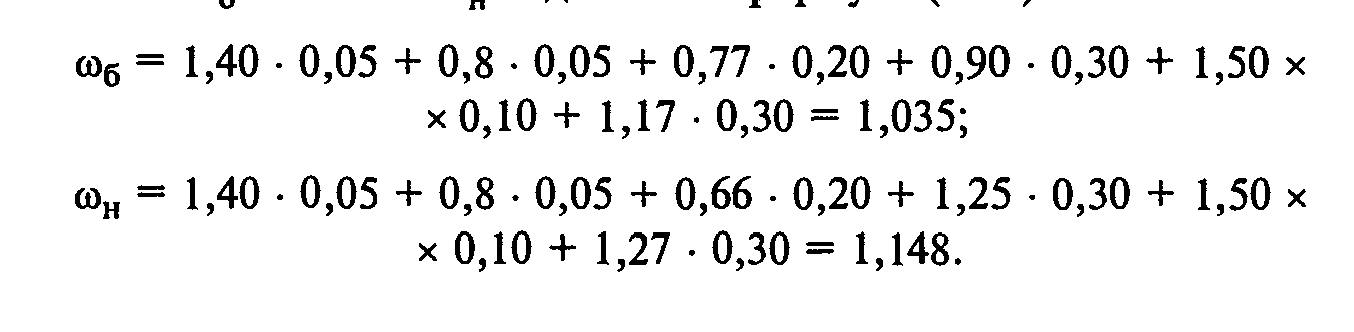 ω_б = 1,40 · 0,05 + 0,8 · 0,05 + 0,77 · 0,20 + 0,90 · 0,30 + 1,50 ×
× 0,10 + 1,17 · 0,30 = 1,035;
ω_н = 1,40 · 0,05 + 0,8 · 0,05 + 0,66 · 0,20 + 1,25 · 0,30 + 1,50 ×
× 0,10 + 1,27 · 0,30 = 1,148.